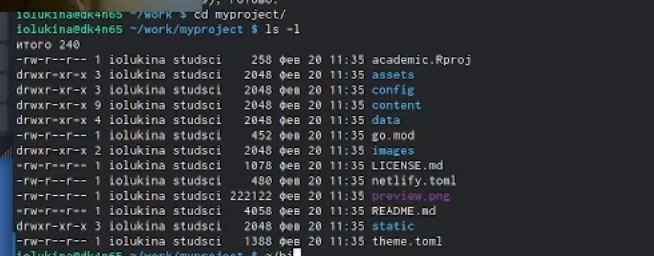 iolukina@dk4n65 ~/work $ cd myproject/
iolukina@dk4n65 ~/work/myproject $ ls -l
итого 240
-rw-r--r-- 1 iolukina studsci    258 фев 20 11:35 academic.Rproj
drwxr-xr-x 3 iolukina studsci   2048 фев 20 11:35 assets
drwxr-xr-x 3 iolukina studsci   2048 фев 20 11:35 config
drwxr-xr-x 9 iolukina studsci   2048 фев 20 11:35 content
drwxr-xr-x 4 iolukina studsci   2048 фев 20 11:35 data
-rw-r--r-- 1 iolukina studsci    452 фев 20 11:35 go.mod
drwxr-xr-x 2 iolukina studsci   2048 фев 20 11:35 images
-rw-r--r-- 1 iolukina studsci   1078 фев 20 11:35 LICENSE.md
-rw-r--r-- 1 iolukina studsci    480 фев 20 11:35 netlify.toml
-rw-r--r-- 1 iolukina studsci 222122 фев 20 11:35 preview.png
-rw-r--r-- 1 iolukina studsci   4058 фев 20 11:35 README.md
drwxr-xr-x 3 iolukina studsci   2048 фев 20 11:35 static
-rw-r--r-- 1 iolukina studsci   1388 фев 20 11:35 theme.toml
iolukina@dk4n65 ~/work/myproject $ ~/bi